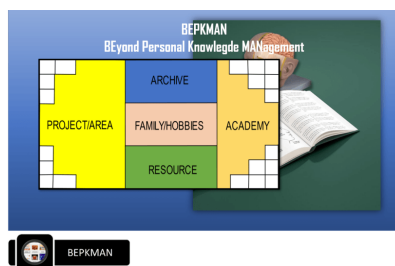 BEPKMAN
BEyond Personal Knowlegde MANagement
ARCHIVE
PROJECT/AREA
FAMILY/HOBBIES
ACADEMY
RESOURCE
BEPKMAN